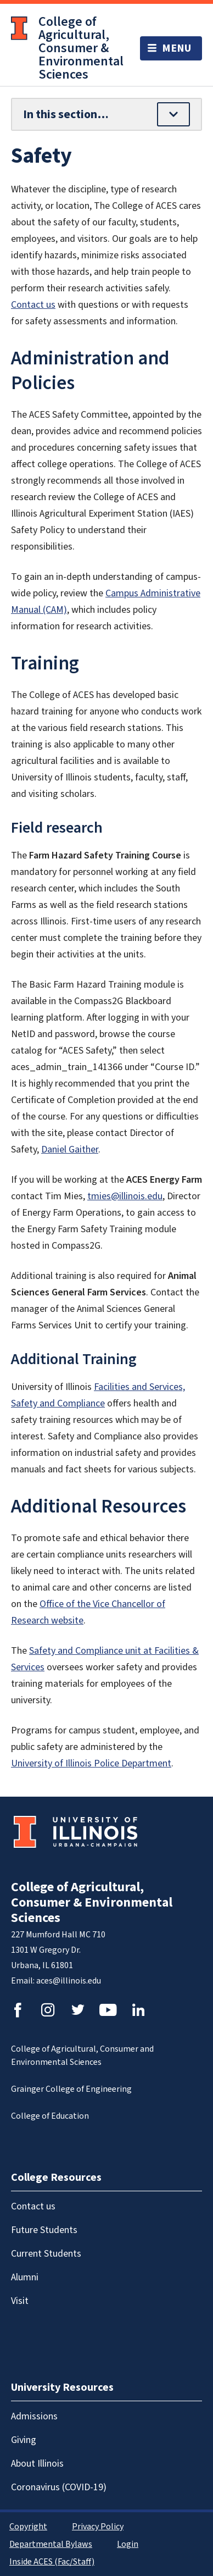 College of
Agricultural,
Consumer &
Environmental
Sciences
MENU
In this section...
Safety
Whatever the discipline, type of research
activity, or location, The College of ACES cares
about the safety of our faculty, students,
employees, and visitors. Our goals are to help
identify hazards, minimize risks associated
with those hazards, and help train people to
perform their research activities safely.
Contact us with questions or with requests
for safety assessments and information.
Administration and
Policies
The ACES Safety Committee, appointed by the
dean, provides advice and recommend policies
and procedures concerning safety issues that
affect college operations. The College of ACES
strongly recommends all those involved in
research review the College of ACES and
Illinois Agricultural Experiment Station (IAES)
Safety Policy to understand their
responsibilities.
To gain an in-depth understanding of campus-
wide policy, review the Campus Administrative
Manual (CAM), which includes policy
information for research activities.
Training
The College of ACES has developed basic
hazard training for anyone who conducts work
at the various field research stations. This
training is also applicable to many other
agricultural facilities and is available to
University of Illinois students, faculty, staff,
and visiting scholars.
Field research
The Farm Hazard Safety Training Course is
mandatory for personnel working at any field
research center, which includes the South
Farms as well as the field research stations
across Illinois. First-time users of any research
center must complete the training before they
begin their activities at the units.
The Basic Farm Hazard Training module is
available in the Compass2G Blackboard
learning platform. After logging in with your
NetID and password, browse the course
catalog for “ACES Safety,” then select
aces_admin_train_141366 under “Course ID.”
It is highly recommended that you print the
Certificate of Completion provided at the end
of the course. For any questions or difficulties
with the site, please contact Director of
Safety, Daniel Gaither.
If you will be working at the ACES Energy Farm
contact Tim Mies, tmies@illinois.edu, Director
of Energy Farm Operations, to gain access to
the Energy Farm Safety Training module
hosted in Compass2G.
Additional training is also required for Animal
Sciences General Farm Services. Contact the
manager of the Animal Sciences General
Farms Services Unit to certify your training.
Additional Training
University of Illinois Facilities and Services,
Safety and Compliance offers health and
safety training resources which may be of
interest. Safety and Compliance also provides
information on industrial safety and provides
manuals and fact sheets for various subjects.
Additional Resources
To promote safe and ethical behavior there
are certain compliance units researchers will
likely need to interact with. The units related
to animal care and other concerns are listed
on the Office of the Vice Chancellor of
Research website.
The Safety and Compliance unit at Facilities &
Services oversees worker safety and provides
training materials for employees of the
university.
Programs for campus student, employee, and
public safety are administered by the
University of Illinois Police Department.
UNIVERSITY OF
ILLINOIS
URBANA-CHAMPAIGN
College of Agricultural,
Consumer & Environmental
Sciences
227 Mumford Hall MC 710
1301 W Gregory Dr.
Urbana, IL 61801
Email: aces@illinois.edu
College of Agricultural, Consumer and
Environmental Sciences
Grainger College of Engineering
College of Education
College Resources
Contact us
Future Students
Current Students
Alumni
Visit
University Resources
Admissions
Giving
About Illinois
Coronavirus (COVID-19)
Copyright Privacy Policy
Departmental Bylaws Login
Inside ACES (Fac/Staff)